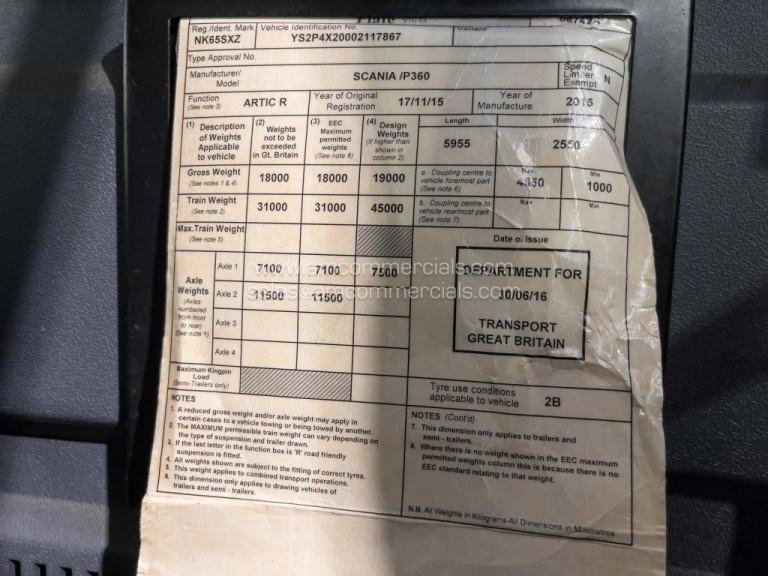 Plate
Reg./Ident. Mark
NK65SXZ
Vehicle Identification No.
YS2P4X20002117867
Variant
Type Approval No.
Manufacturer/
Model
SCANIA /P360
Speed
Limiter
Exempt
N
Function
(See note 3)
ARTIC R
Year of Original
Registration
17/11/15
Year of
Manufacture
2015
(1) Description
of Weights
Applicable
to vehicle
(2) Weights
not to be
exceeded
in Gt. Britain
(3) EEC
Maximum
permitted
weights
(See note 8)
(4) Design
Weights
(if higher than
shown in
column 2)
Length
5955
Width
2550
Gross Weight
(See notes 1 & 4)
18000
18000
19000
a. Coupling centre to
vehicle foremost part
(See note 6)
Max
4650
Min
1000
Train Weight
(See note 2)
31000
31000
45000
b. Coupling centre to
vehicle rearmost part
(See note 7)
Max
Min
Max.Train Weight
(See note 5)
Date of Issue
Axle
Weights
(Axles
numbered
from front
to rear)
(See note 1)
Axle 1
7100
7100
7500
Axle 2
11500
11500
Axle 3
Axle 4
DEPARTMENT FOR
30/06/16
TRANSPORT
GREAT BRITAIN
www.amcommercials.com
sales@amcommercials.com
Maximum Kingpin
Load
(Semi-Trailers only)
Tyre use conditions
applicable to vehicle
2B
NOTES
1. A reduced gross weight and/or axle weight may apply in
certain cases to a vehicle towing or being towed by another.
2. The MAXIMUM permissible train weight can vary depending on
the type of suspension and trailer drawn.
3. If the last letter in the function box is 'R' road friendly
suspension is fitted.
4. All weights shown are subject to the fitting of correct tyres.
5. This weight applies to combined transport operations.
6. This dimension only applies to drawing vehicles of
trailers and semi - trailers.
NOTES (Cont'd)
7. This dimension only applies to trailers and
semi - trailers.
8. Where there is no weight shown in the EEC maximum
permitted weights column this is because there is no
EEC standard relating to that weight.
N.B. All Weights in Kilograms-All Dimensions in Millimetres